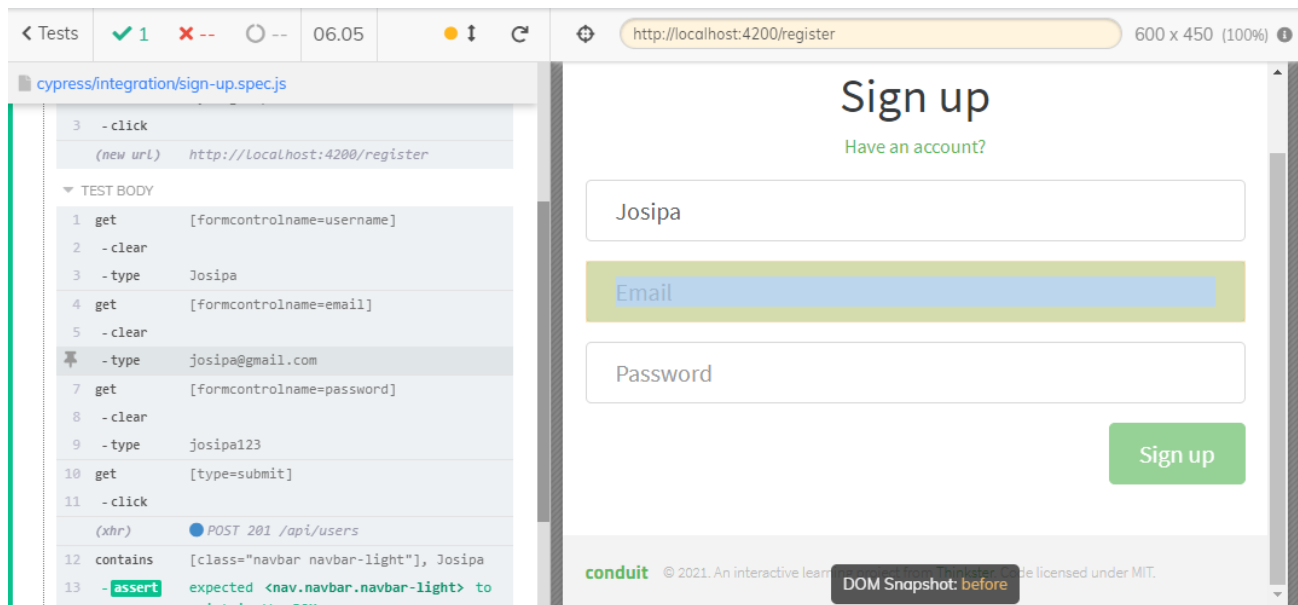 Tests 1 -- -- 06.05
http://localhost:4200/register 600 x 450 (100%)
cypress/integration/sign-up.spec.js
3 - click
(new url) http://localhost:4200/register
TEST BODY
1 get [formcontrolname=username]
2 - clear
3 - type Josipa
4 get [formcontrolname=email]
5 - clear
- type josipa@gmail.com
7 get [formcontrolname=password]
8 - clear
9 - type josipa123
10 get [type=submit]
11 - click
(xhr) POST 201 /api/users
12 contains [class="navbar navbar-light"], Josipa
13 - assert expected <nav.navbar.navbar-light> to
Sign up
Have an account?
Josipa
Email
Password
Sign up
conduit © 2021. An interactive learning project from Thinkster. Code licensed under MIT.
DOM Snapshot: before